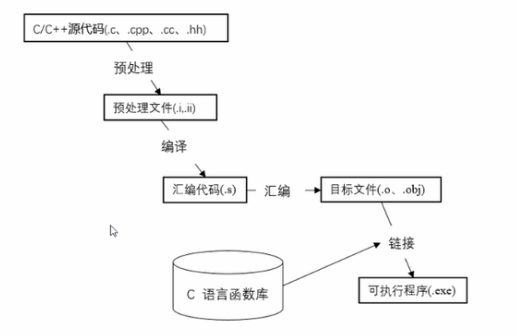 C/C++源代码(.c、.cpp、.cc、.hh)
预处理
预处理文件(.i,.ii)
编译
汇编代码(.s)
汇编
目标文件(.o、.obj)
链接
C 语言函数库
可执行程序(.exe)